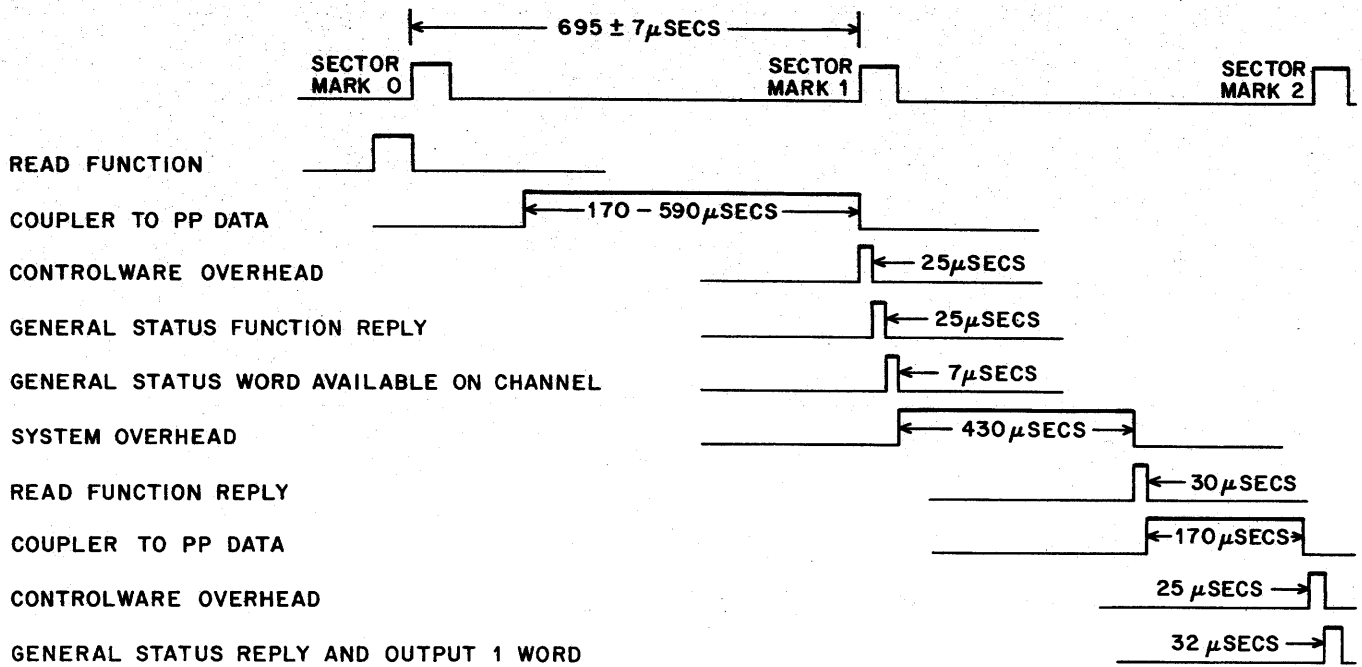 695 ± 7μSECS
SECTOR MARK 0
SECTOR MARK 1
SECTOR MARK 2
READ FUNCTION
COUPLER TO PP DATA
170 – 590μSECS
CONTROLWARE OVERHEAD
25μSECS
GENERAL STATUS FUNCTION REPLY
25μSECS
GENERAL STATUS WORD AVAILABLE ON CHANNEL
7μSECS
SYSTEM OVERHEAD
430μSECS
READ FUNCTION REPLY
30μSECS
COUPLER TO PP DATA
170μSECS
CONTROLWARE OVERHEAD
25 μSECS
GENERAL STATUS REPLY AND OUTPUT 1 WORD
32 μSECS